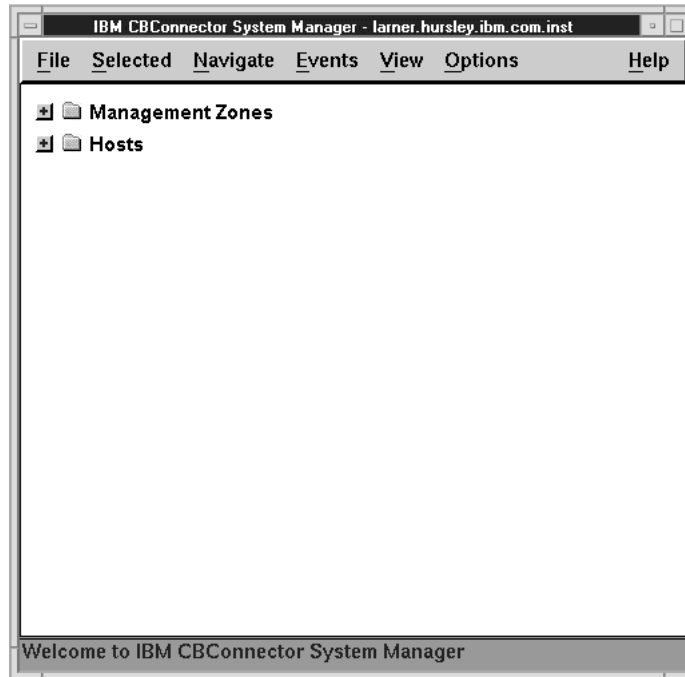 IBM CBConnector System Manager - larner.hursley.ibm.com.inst
File Selected Navigate Events View Options Help
Management Zones
Hosts
Welcome to IBM CBConnector System Manager